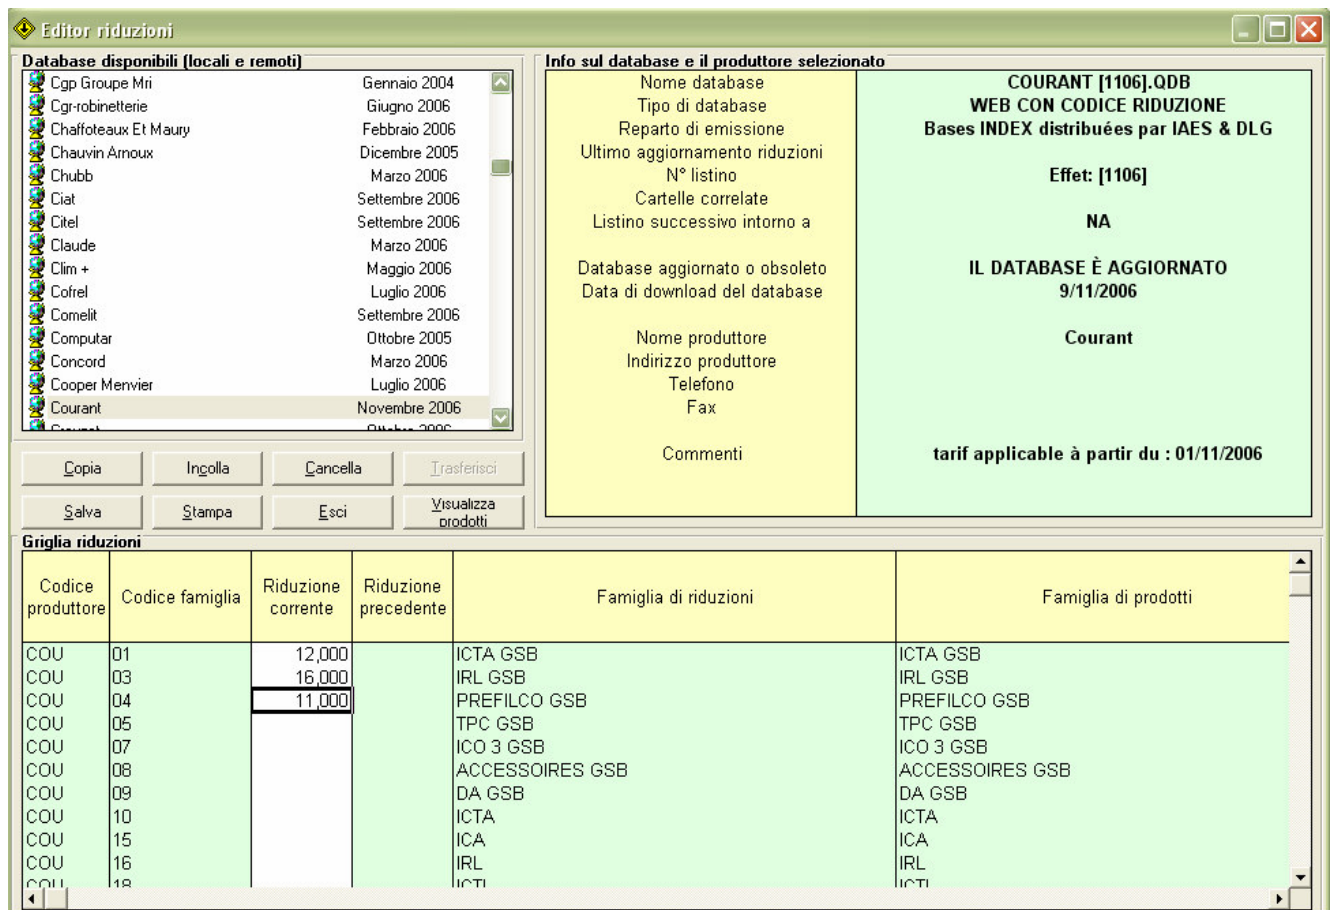 Editor riduzioni
Database disponibili (locali e remoti)
Cgp Groupe Mri Gennaio 2004
Cgr-robinetterie Giugno 2006
Chaffoteaux Et Maury Febbraio 2006
Chauvin Arnoux Dicembre 2005
Chubb Marzo 2006
Ciat Settembre 2006
Citel Settembre 2006
Claude Marzo 2006
Clim + Maggio 2006
Cofrel Luglio 2006
Comelit Settembre 2006
Computar Ottobre 2005
Concord Marzo 2006
Cooper Menvier Luglio 2006
Courant Novembre 2006
Copia Incolla Cancella Trasferisci
Salva Stampa Esci Visualizza
prodotti
Info sul database e il produttore selezionato
Nome database COURANT [1106].QDB
Tipo di database WEB CON CODICE RIDUZIONE
Reparto di emissione Bases INDEX distribuées par IAES & DLG
Ultimo aggiornamento riduzioni
N° listino Effet: [1106]
Cartelle correlate
Listino successivo intorno a NA
Database aggiornato o obsoleto IL DATABASE È AGGIORNATO
Data di download del database 9/11/2006
Nome produttore Courant
Indirizzo produttore
Telefono
Fax
Commenti tarif applicable à partir du : 01/11/2006
Griglia riduzioni
Codice produttore Codice famiglia Riduzione corrente Riduzione precedente Famiglia di riduzioni Famiglia di prodotti
COU 01 12,000 ICTA GSB ICTA GSB
COU 03 16,000 IRL GSB IRL GSB
COU 04 11,000 PREFILCO GSB PREFILCO GSB
COU 05 TPC GSB TPC GSB
COU 07 ICO 3 GSB ICO 3 GSB
COU 08 ACCESSOIRES GSB ACCESSOIRES GSB
COU 09 DA GSB DA GSB
COU 10 ICTA ICTA
COU 15 ICA ICA
COU 16 IRL IRL
COU 18 ICTL ICTL